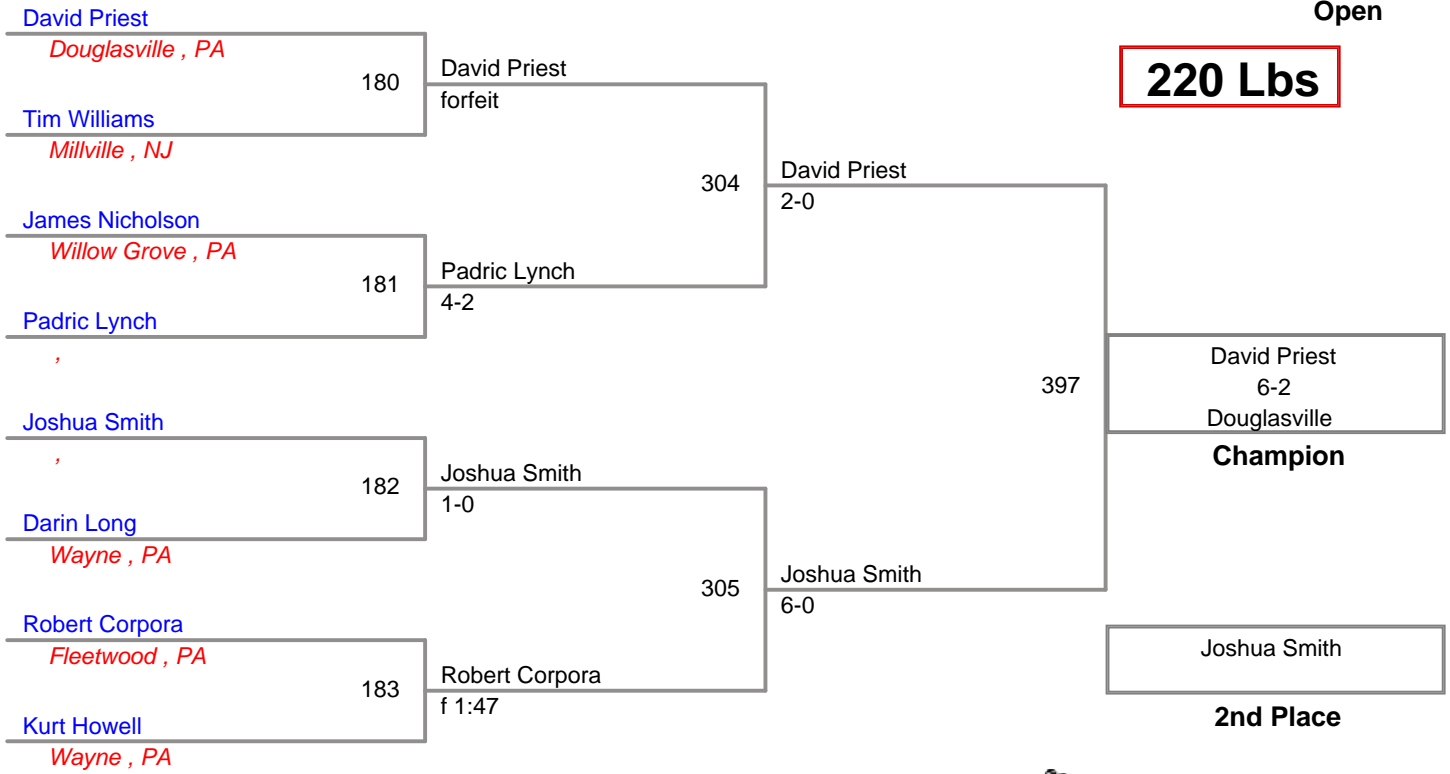 Open
220 Lbs
David Priest
Douglasville , PA
180
Tim Williams
Millville , NJ
James Nicholson
Willow Grove , PA
181
Padric Lynch
,
Joshua Smith
,
182
Darin Long
Wayne , PA
Robert Corpora
Fleetwood , PA
183
Kurt Howell
Wayne , PA
David Priest
forfeit
304
Padric Lynch
4-2
Joshua Smith
1-0
305
Robert Corpora
f 1:47
David Priest
2-0
397
Joshua Smith
6-0
David Priest
6-2
Douglasville
Champion
Joshua Smith
2nd Place